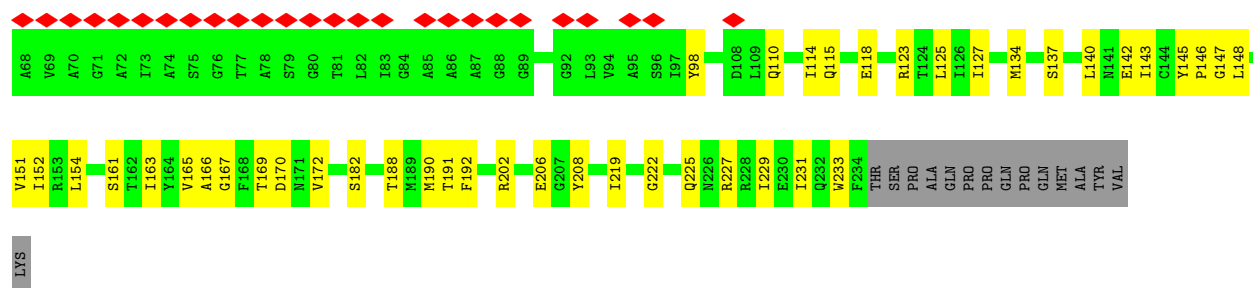 A68 V69 A70 G71 A72 I73 A74 S75 G76 T77 A78 S79 G80 T81 L82 I83 G84 A85 A86 A87 G88 G89 G92 L93 V94 A95 S96 I97 Y98 D108 L109 Q110 I114 Q115 E118 R123 T124 L125 I126 I127 M134 S137 L140 N141 E142 I143 C144 Y145 P146 G147 L148
V151 I152 R153 L154 S161 T162 I163 Y164 V165 A166 G167 F168 T169 D170 N171 V172 S182 T188 M189 M190 T191 F192 R202 E206 G207 Y208 I219 G222 Q225 N226 R227 R228 I229 E230 I231 Q232 W233 F234 THR SER PRO ALA GLN PRO PRO GLN PRO GLN MET ALA TYR VAL
LYS